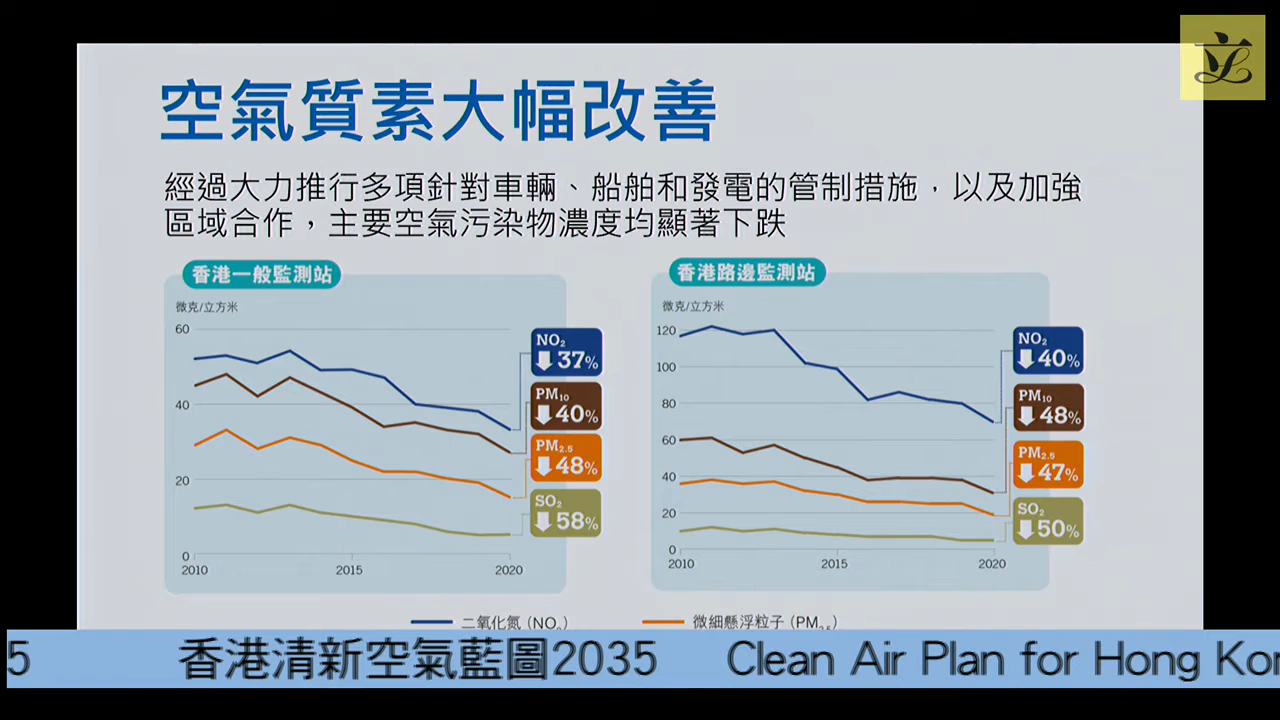 立
空氣質素大幅改善
經過大力推行多項針對車輛、船舶和發電的管制措施，以及加強
區域合作，主要空氣污染物濃度均顯著下跌
香港一般監測站
微克/立方米
60
40
20
0
2010
2015
2020
NO₂
37%
PM₁₀
40%
PM₂.₅
48%
SO₂
58%
香港路邊監測站
微克/立方米
120
100
80
60
40
20
0
2010
2015
2020
NO₂
40%
PM₁₀
48%
PM₂.₅
47%
SO₂
50%
二氧化氮（NO₂）
微細懸浮粒子（PM₂.₅）
5 香港清新空氣藍圖2035 Clean Air Plan for Hong Kon